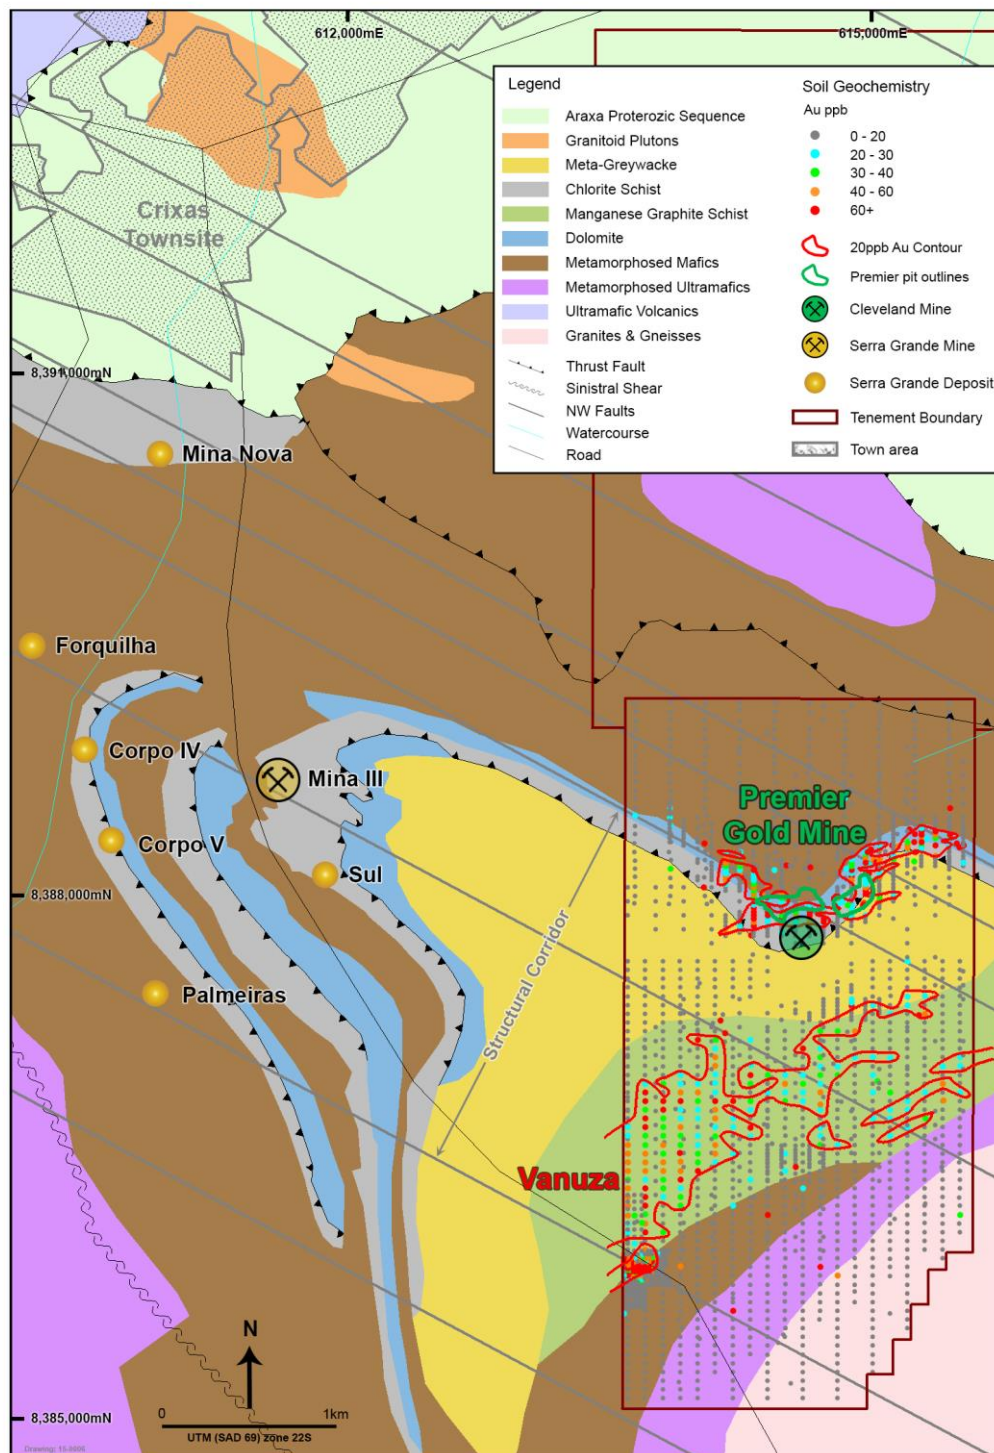 612,000mE
615,000mE
Legend
Araxa Proterozic Sequence
Granitoid Plutons
Meta-Greywacke
Chlorite Schist
Manganese Graphite Schist
Dolomite
Metamorphosed Mafics
Metamorphosed Ultramafics
Ultramafic Volcanics
Granites & Gneisses
Thrust Fault
Sinistral Shear
NW Faults
Watercourse
Road
Soil Geochemistry
Au ppb
0 - 20
20 - 30
30 - 40
40 - 60
60+
20ppb Au Contour
Premier pit outlines
Cleveland Mine
Serra Grande Mine
Serra Grande Deposit
Tenement Boundary
Town area
Crixas
Townsite
8,391,000mN
Mina Nova
Forquilha
Corpo IV
Mina III
Premier
Gold Mine
Corpo V
Sul
8,388,000mN
Palmeiras
Structural Corridor
Vanuza
N
0
1km
8,385,000mN
UTM (SAD 69) zone 22S
Drawing: 15-0006